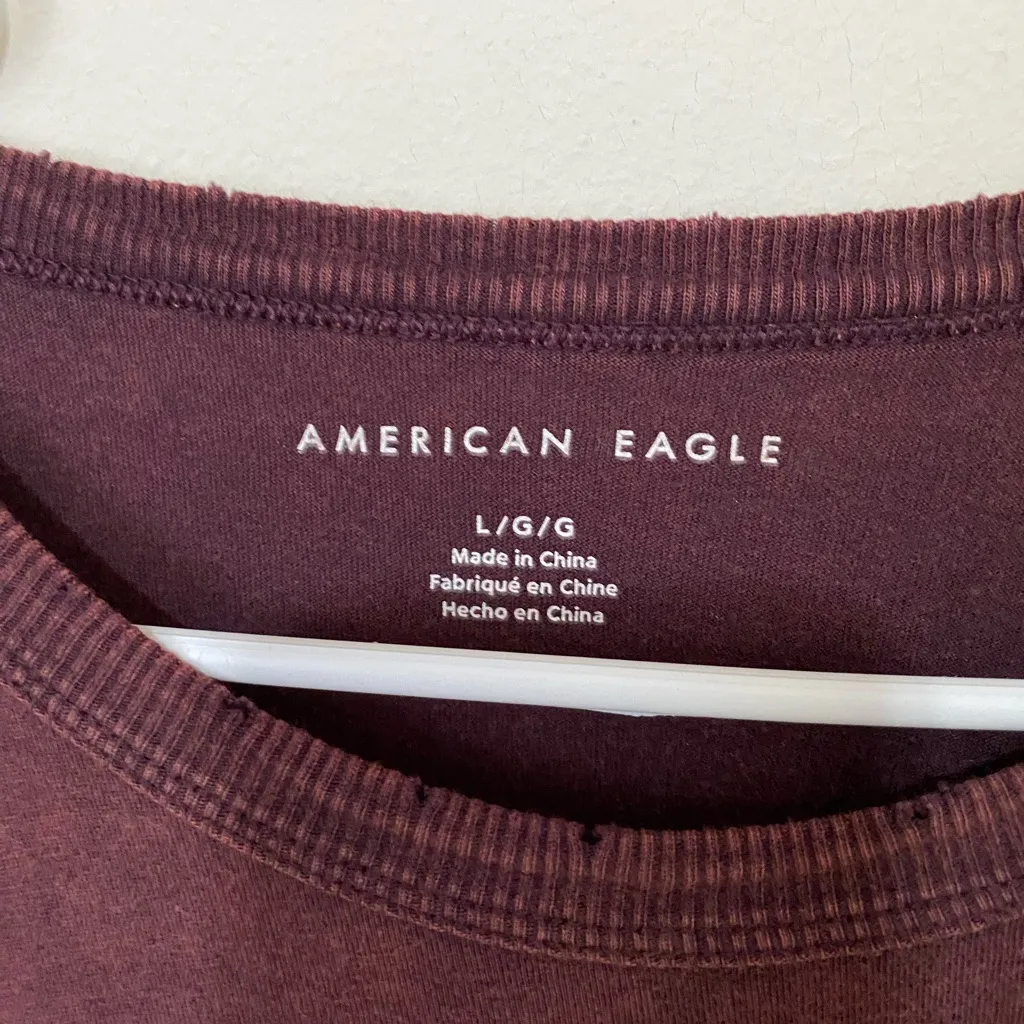 AMERICAN EAGLE
L/G/G
Made in China
Fabriqué en Chine
Hecho en China